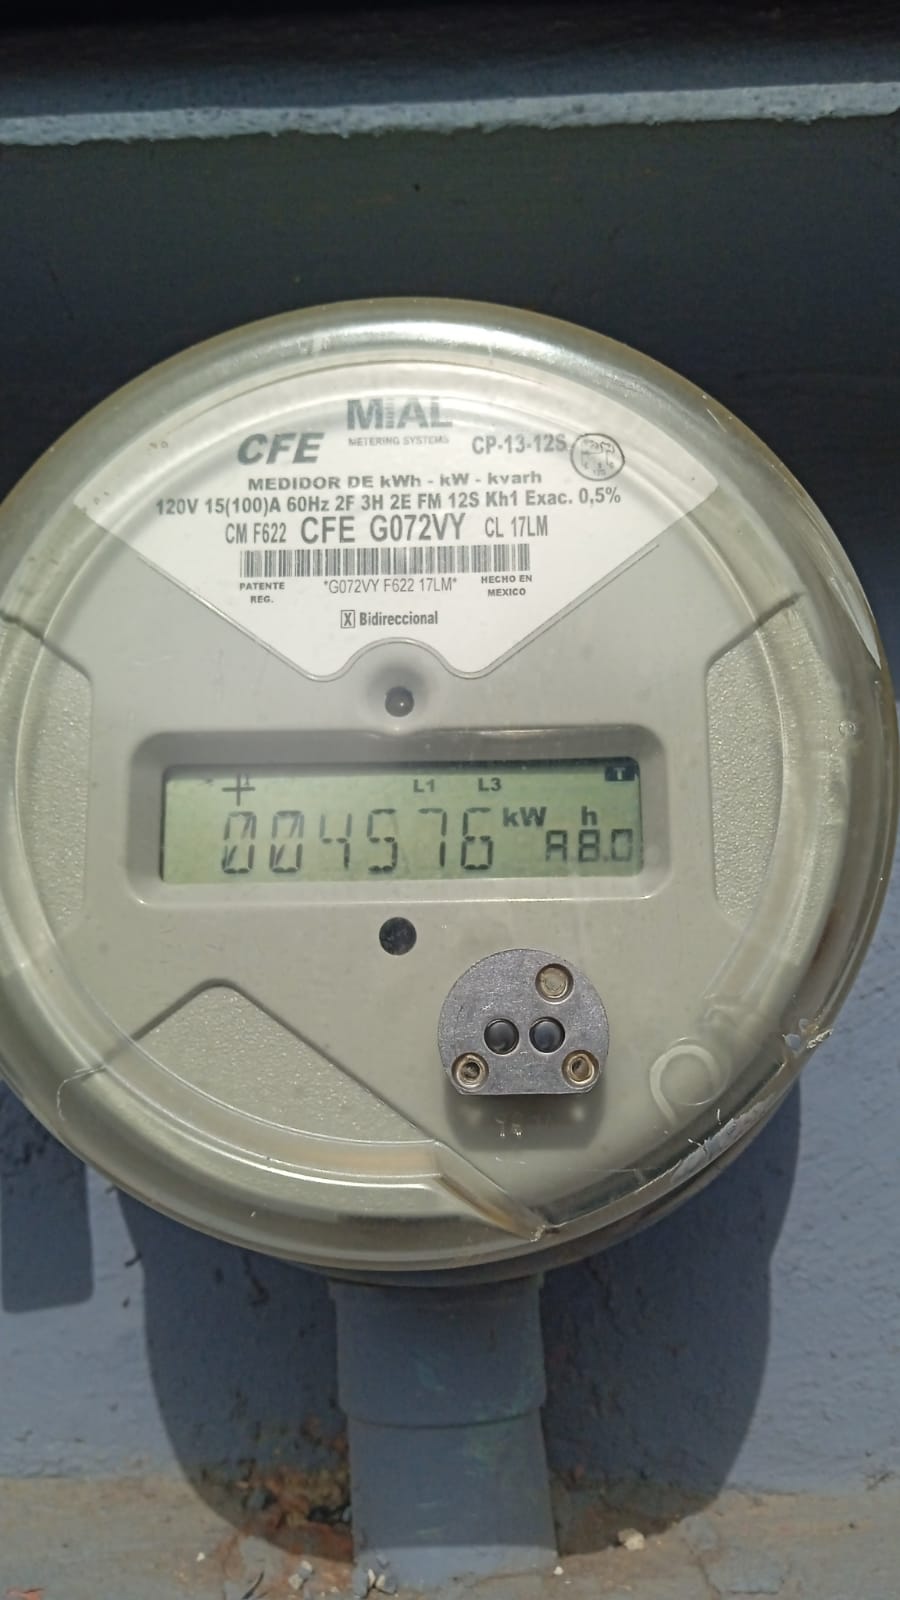 MIAL
METERING SYSTEMS
CFE
CP-13-12S
MEDIDOR DE kWh - kW - kvarh
120V 15(100)A 60Hz 2F 3H 2E FM 12S Kh1 Exac. 0,5%
CM F622 CFE G072VY CL 17LM
PATENTE REG.
*G072VY F622 17LM*
HECHO EN MEXICO
X Bidireccional
L1 L3 T
004576 kW h A8.0